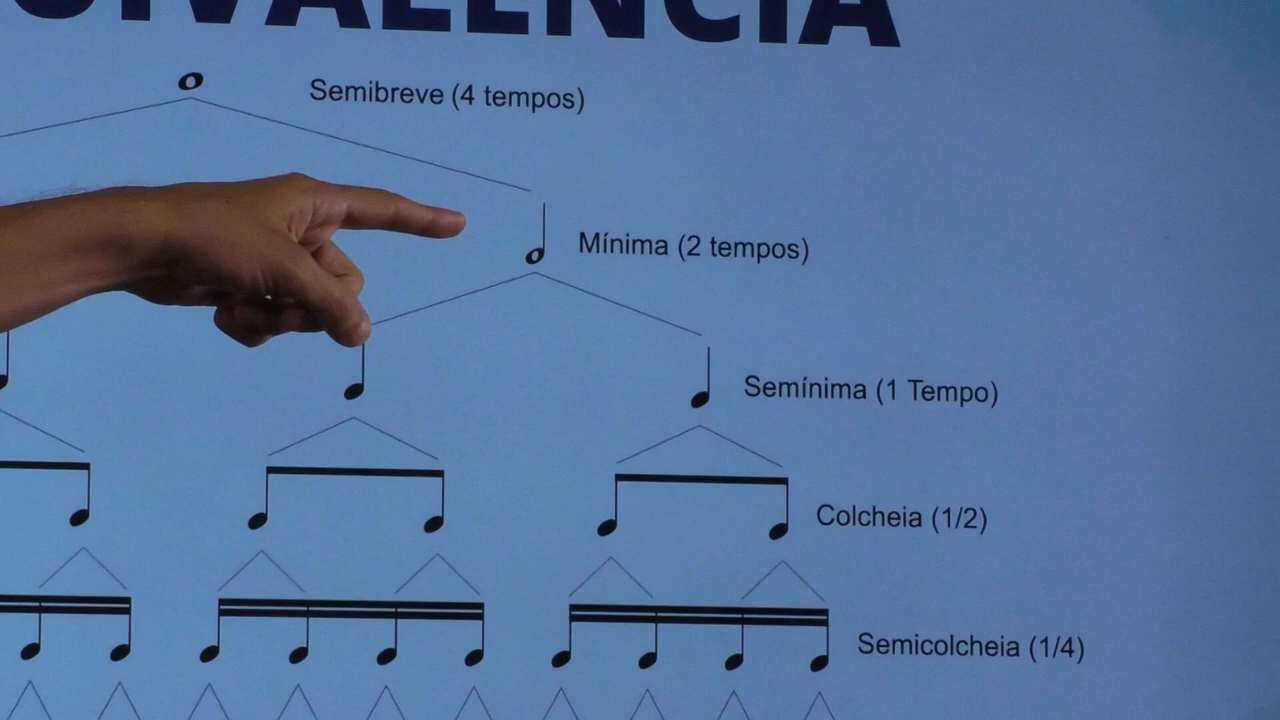 Semibreve (4 tempos)
Mínima (2 tempos)
Semínima (1 Tempo)
Colcheia (1/2)
Semicolcheia (1/4)